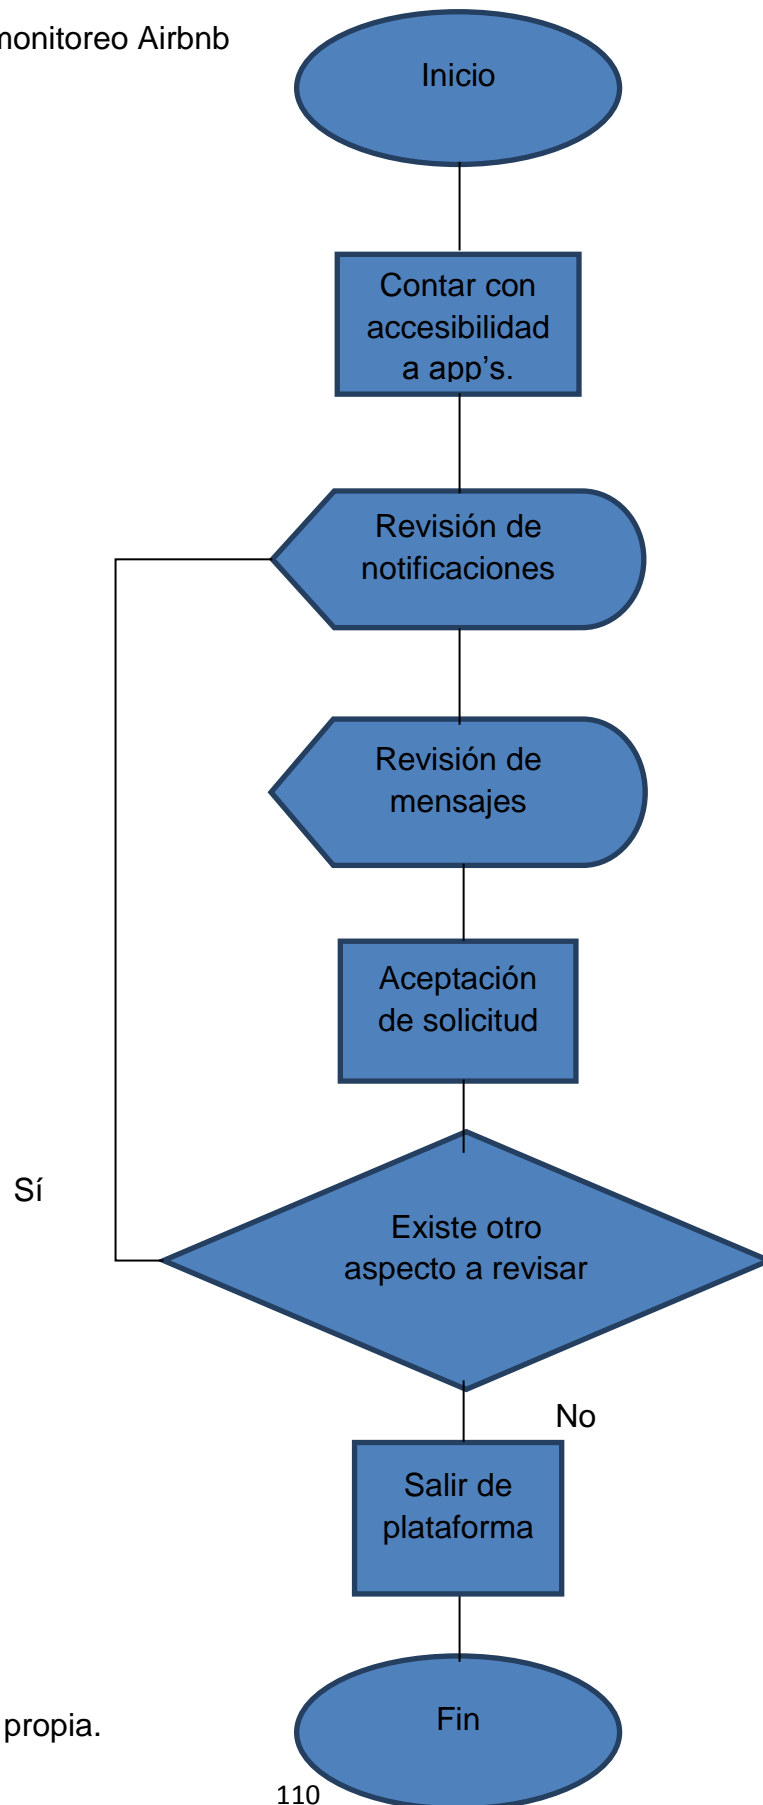 monitoreo Airbnb
Inicio
Contar con
accesibilidad
a app's.
Revisión de
notificaciones
Revisión de
mensajes
Aceptación
de solicitud
Sí
Existe otro
aspecto a revisar
No
Salir de
plataforma
Fin
propia.
110